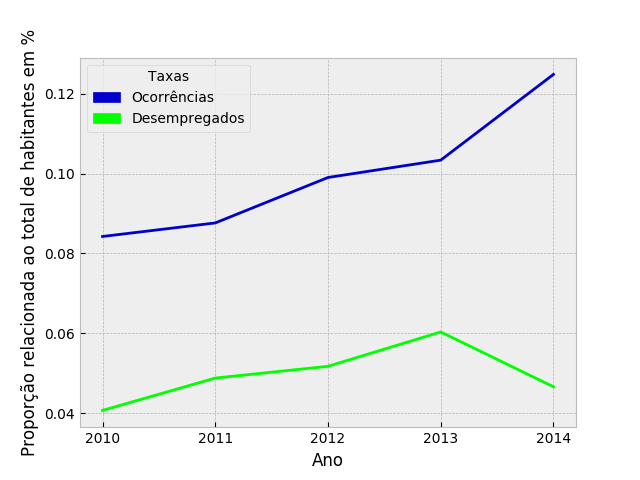 Proporção relacionada ao total de habitantes em %
Taxas
Ocorrências
Desempregados
0.12
0.10
0.08
0.06
0.04
2010 2011 2012 2013 2014
Ano